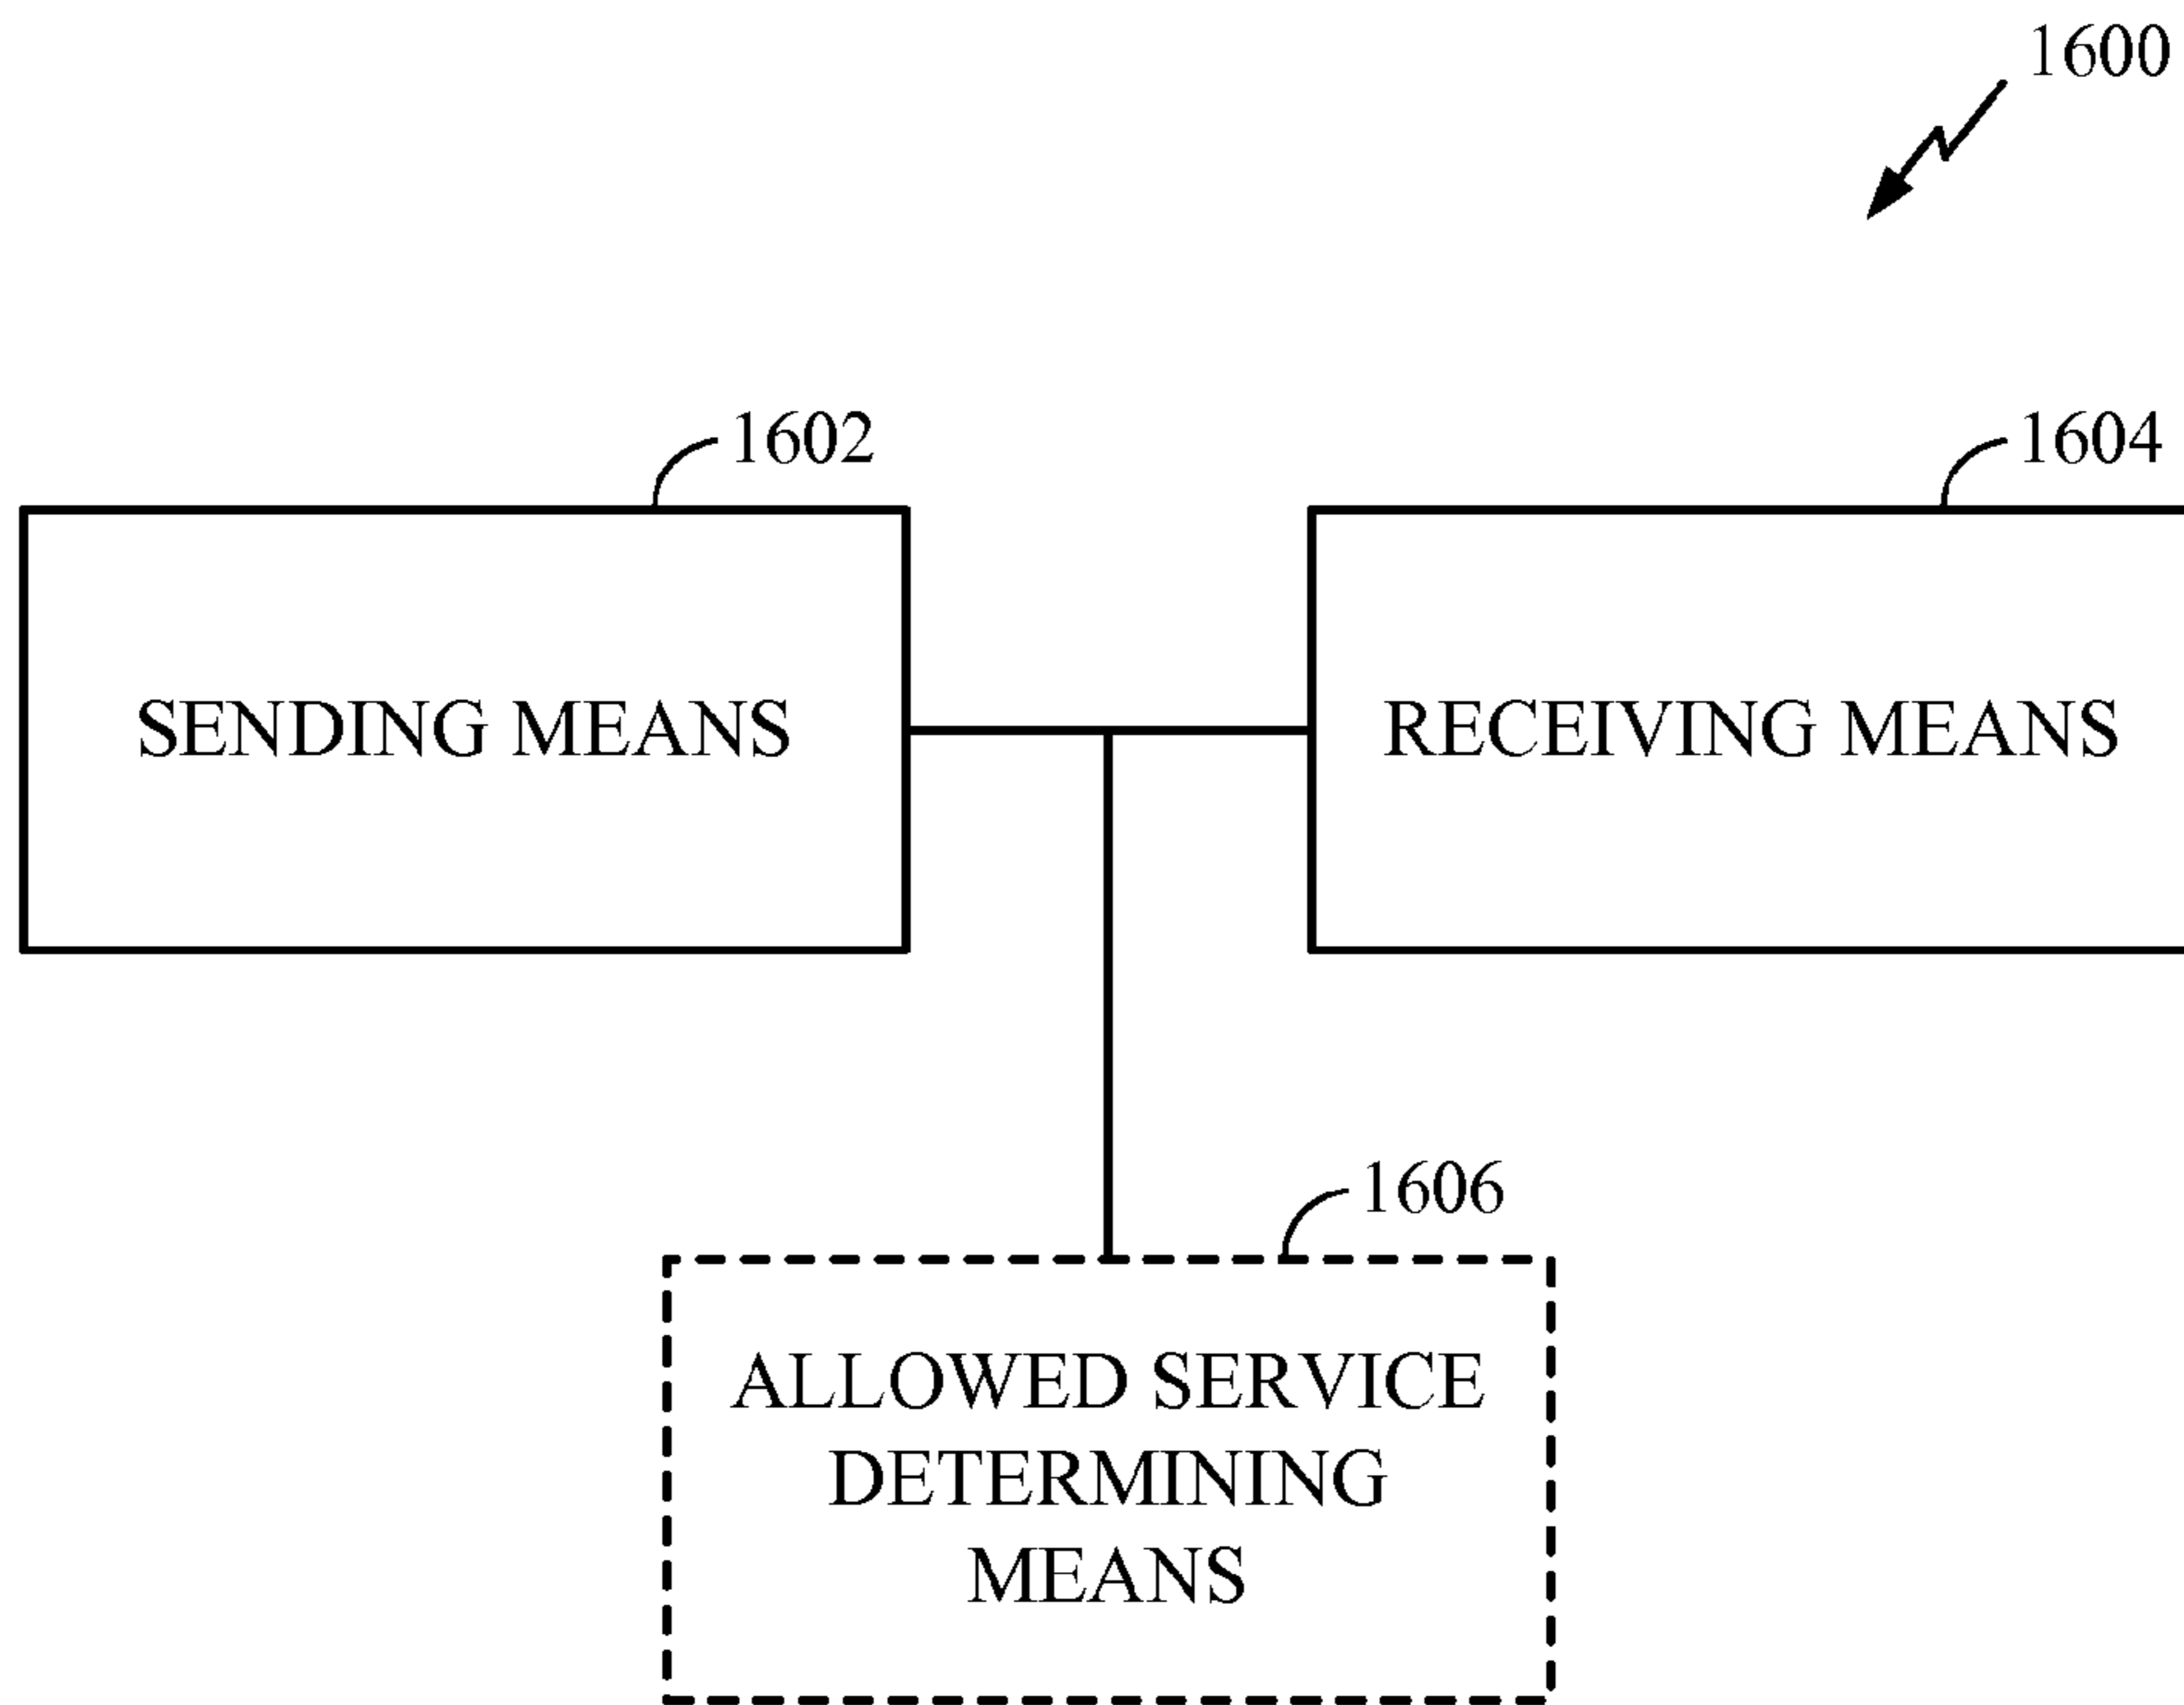 1600
1602
1604
SENDING MEANS
RECEIVING MEANS
1606
ALLOWED SERVICE
DETERMINING
MEANS